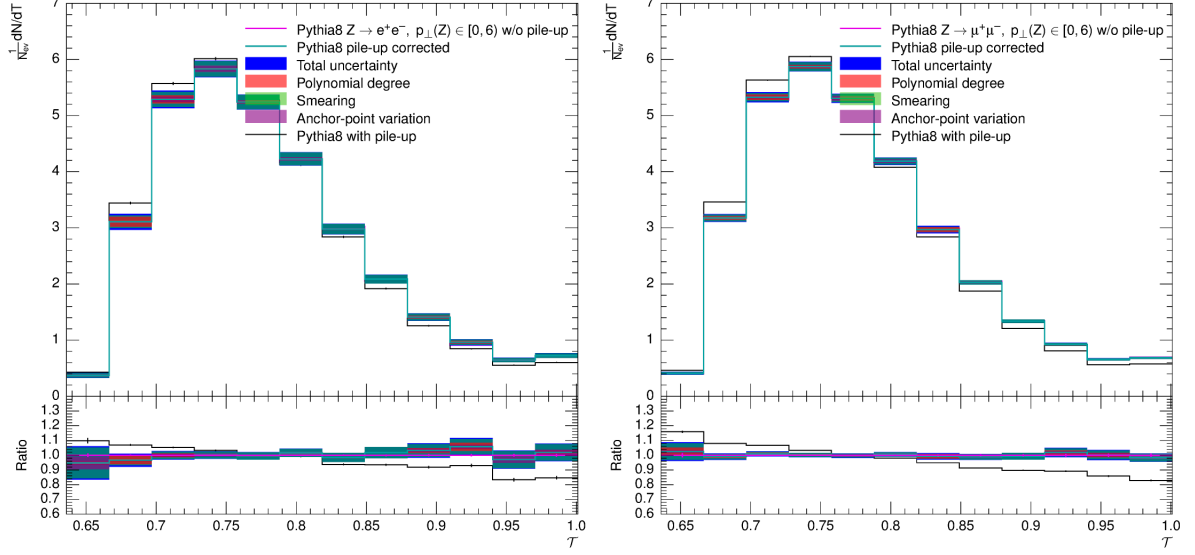 1/N_ev dN/dT
7
6
5
4
3
2
1
0
Pythia8 Z → e⁺e⁻, p⊥(Z) ∈ [0, 6) w/o pile-up
Pythia8 pile-up corrected
Total uncertainty
Polynomial degree
Smearing
Anchor-point variation
Pythia8 with pile-up
Ratio
1.3
1.2
1.1
1.0
0.9
0.8
0.7
0.6
0.65 0.7 0.75 0.8 0.85 0.9 0.95 1.0
𝒯
1/N_ev dN/dT
7
6
5
4
3
2
1
0
Pythia8 Z → μ⁺μ⁻, p⊥(Z) ∈ [0, 6) w/o pile-up
Pythia8 pile-up corrected
Total uncertainty
Polynomial degree
Smearing
Anchor-point variation
Pythia8 with pile-up
Ratio
1.3
1.2
1.1
1.0
0.9
0.8
0.7
0.6
0.65 0.7 0.75 0.8 0.85 0.9 0.95 1.0
𝒯